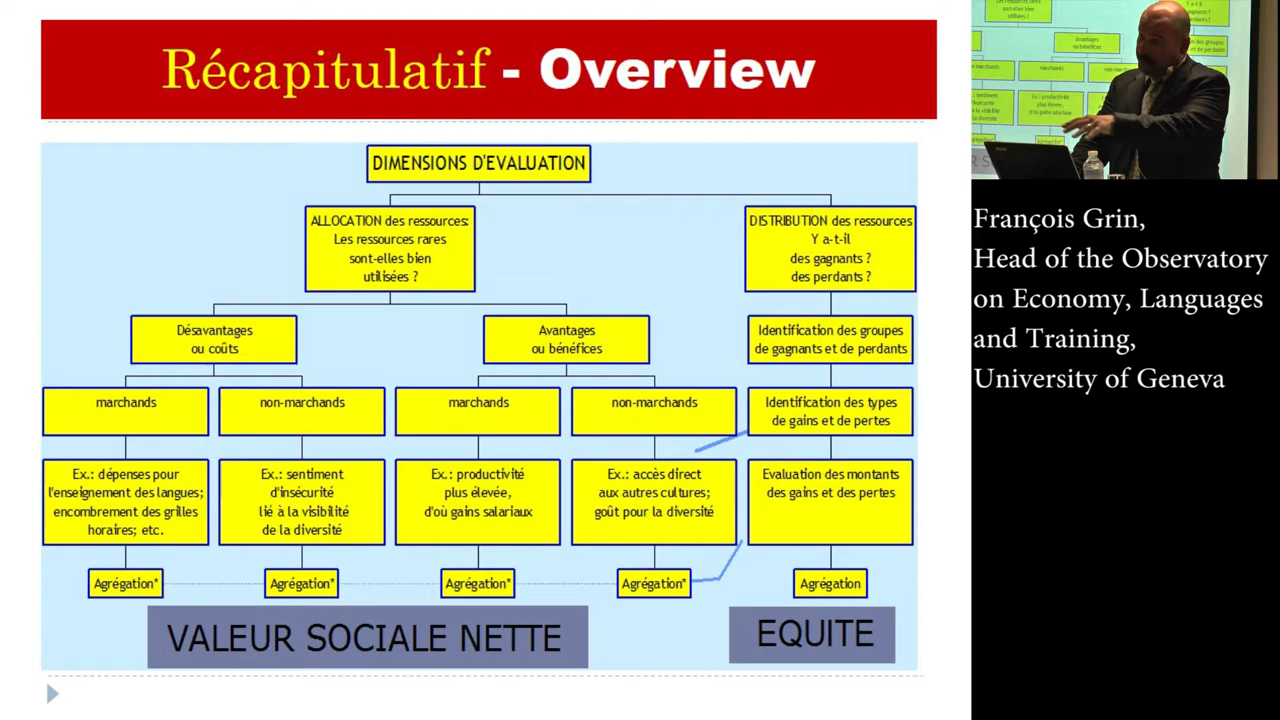 Récapitulatif - Overview
DIMENSIONS D'EVALUATION
ALLOCATION des ressources:
Les ressources rares
sont-elles bien
utilisées ?
DISTRIBUTION des ressources
Y a-t-il
des gagnants ?
des perdants ?
Désavantages
ou coûts
Avantages
ou bénéfices
Identification des groupes
de gagnants et de perdants
marchands
non-marchands
marchands
non-marchands
Identification des types
de gains et de pertes
Ex.: dépenses pour
l'enseignement des langues;
encombrement des grilles
horaires; etc.
Ex.: sentiment
d'insécurité
lié à la visibilité
de la diversité
Ex.: productivité
plus élevée,
d'où gains salariaux
Ex.: accès direct
aux autres cultures;
goût pour la diversité
Evaluation des montants
des gains et des pertes
Agrégation*
Agrégation*
Agrégation*
Agrégation*
Agrégation
VALEUR SOCIALE NETTE
EQUITE
François Grin,
Head of the Observatory
on Economy, Languages
and Training,
University of Geneva